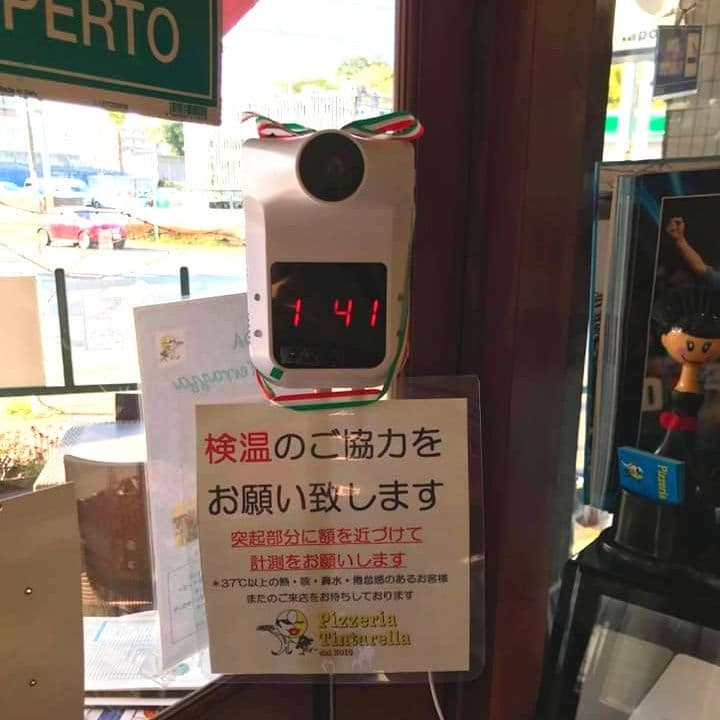 PERTO
1 41
検温のご協力を
お願い致します
突起部分に額を近づけて
計測をお願いします
＊37℃以上の熱・咳・鼻水・倦怠感のあるお客様
またのご来店をお待ちしております
Pizzeria
Tintarella
Pizzeria